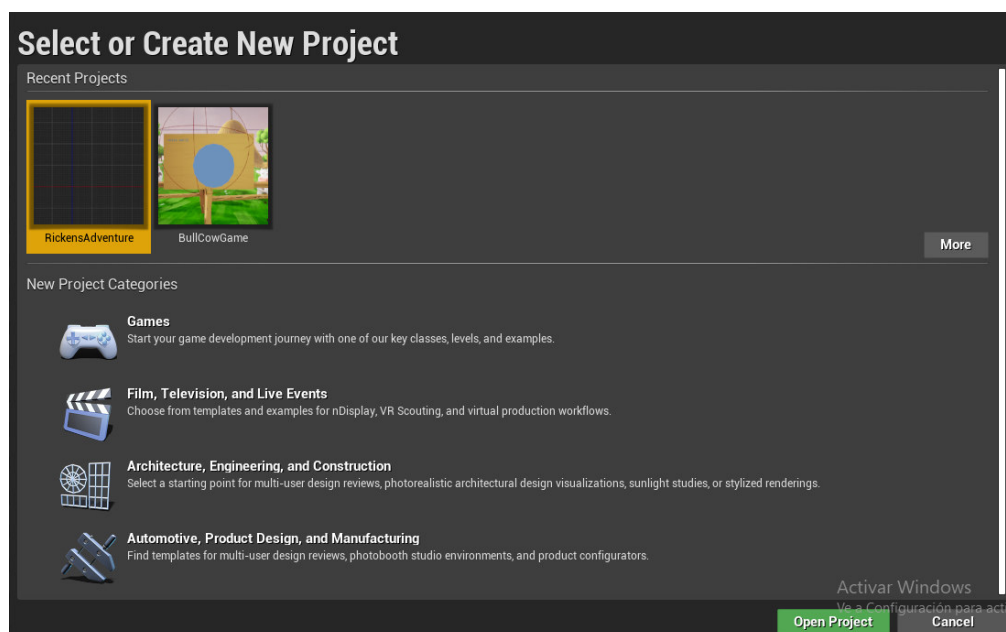 Select or Create New Project
Recent Projects
RickensAdventure
BullCowGame
More
New Project Categories
Games
Start your game development journey with one of our key classes, levels, and examples.
Film, Television, and Live Events
Choose from templates and examples for nDisplay, VR Scouting, and virtual production workflows.
Architecture, Engineering, and Construction
Select a starting point for multi-user design reviews, photorealistic architectural design visualizations, sunlight studies, or stylized renderings.
Automotive, Product Design, and Manufacturing
Find templates for multi-user design reviews, photobooth studio environments, and product configurators.
Activar Windows
Ve a Configuración para act
Open Project
Cancel